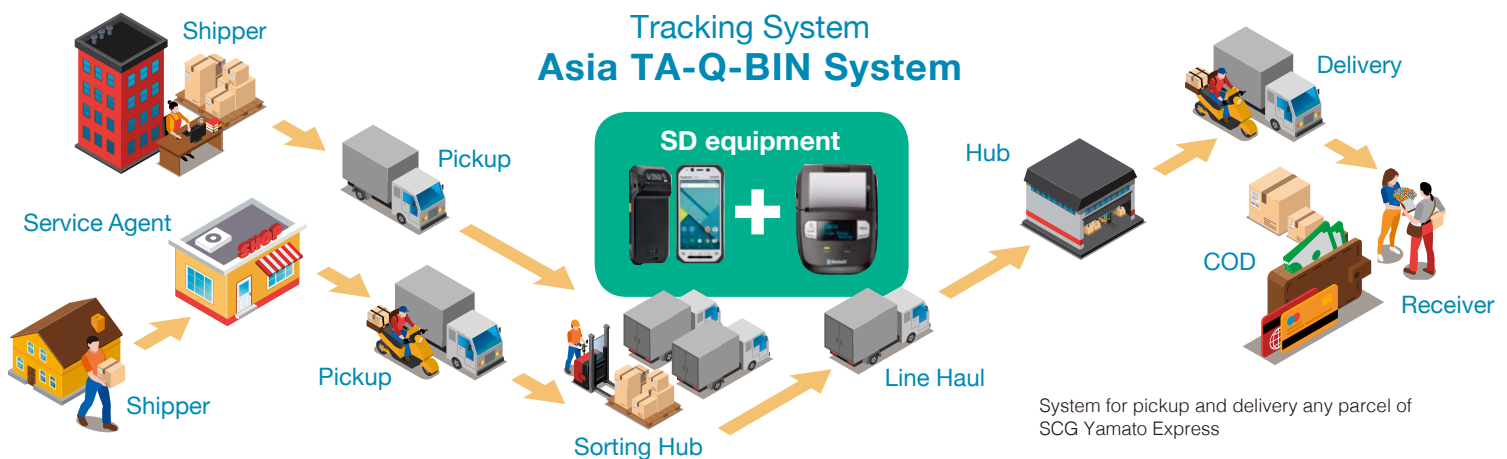 Tracking System
Asia TA-Q-BIN System
Shipper
Pickup
SD equipment
Service Agent
SHOP
Pickup
Shipper
Sorting Hub
Line Haul
Hub
Delivery
COD
Receiver
System for pickup and delivery any parcel of
SCG Yamato Express